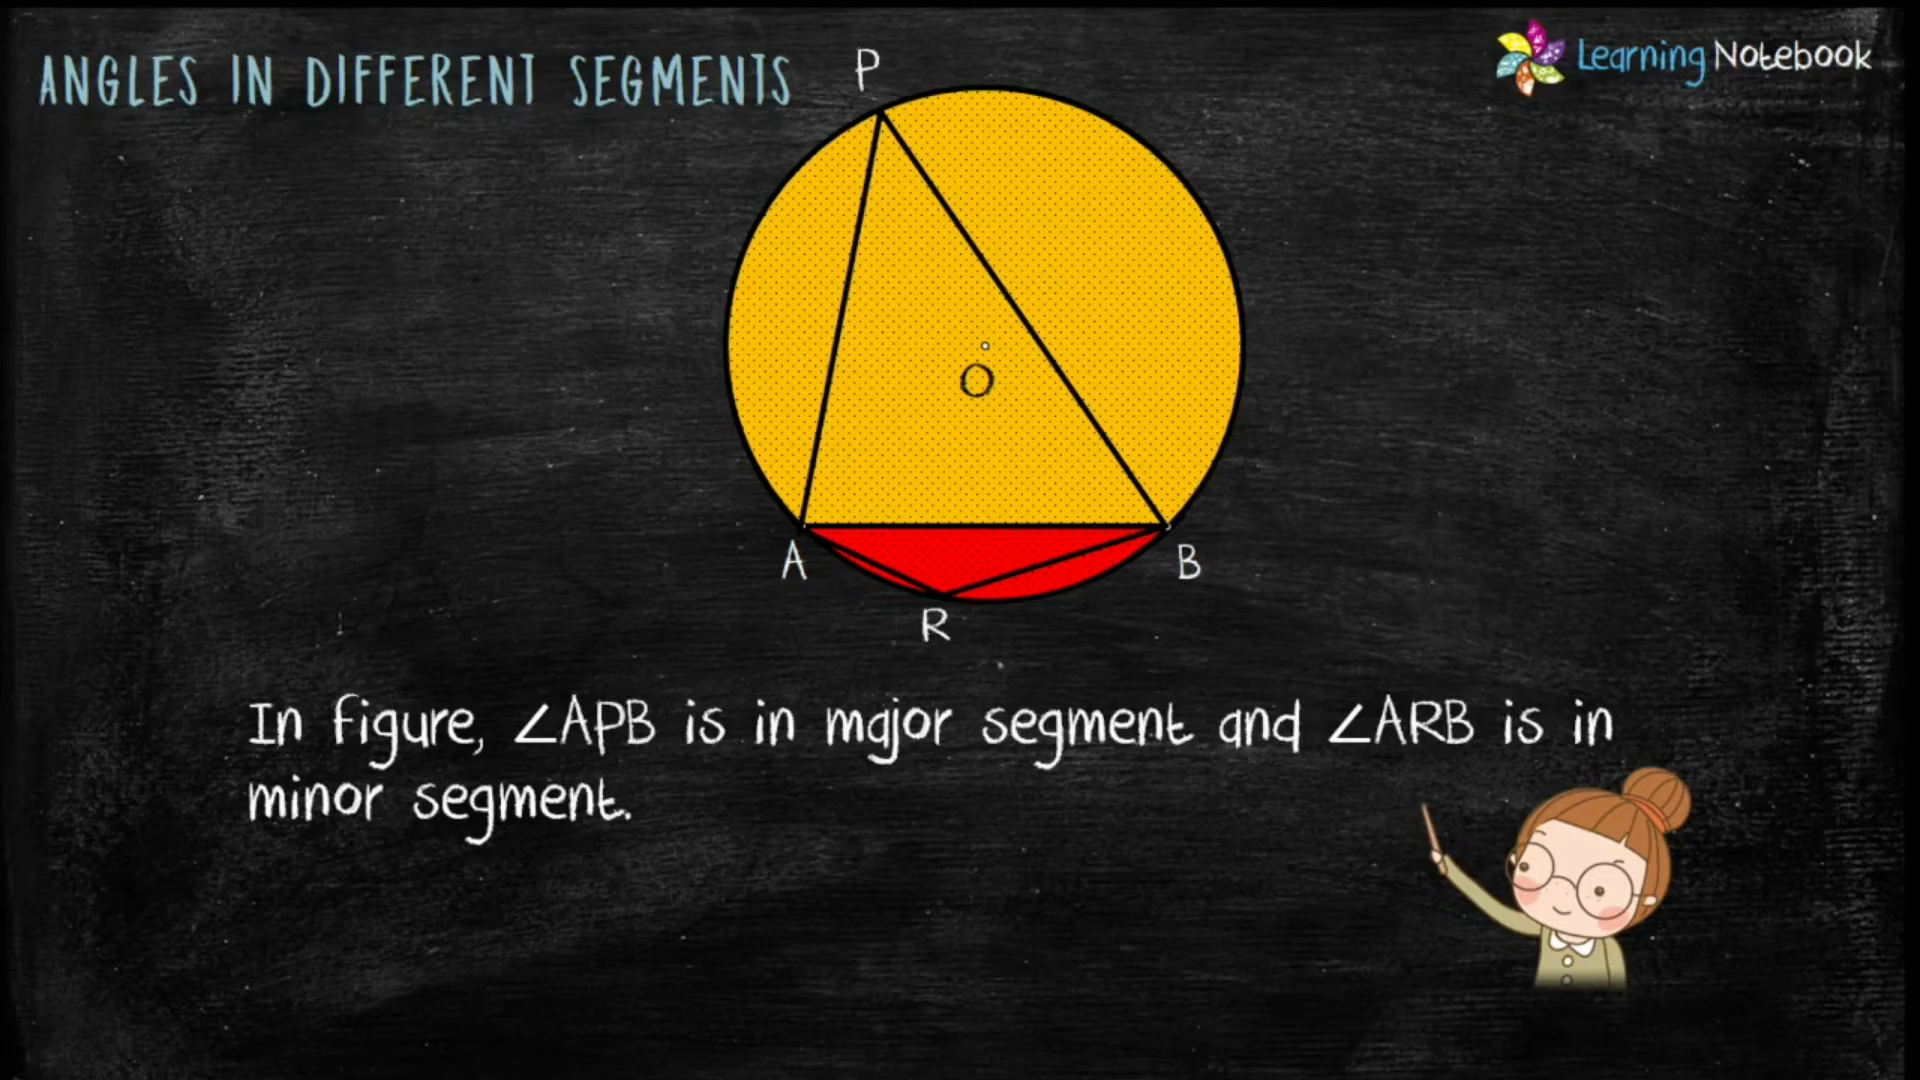 ANGLES IN DIFFERENT SEGMENTS
Learning Notebook
P
O
A
B
R
In figure, ∠APB is in major segment and ∠ARB is in
minor segment.